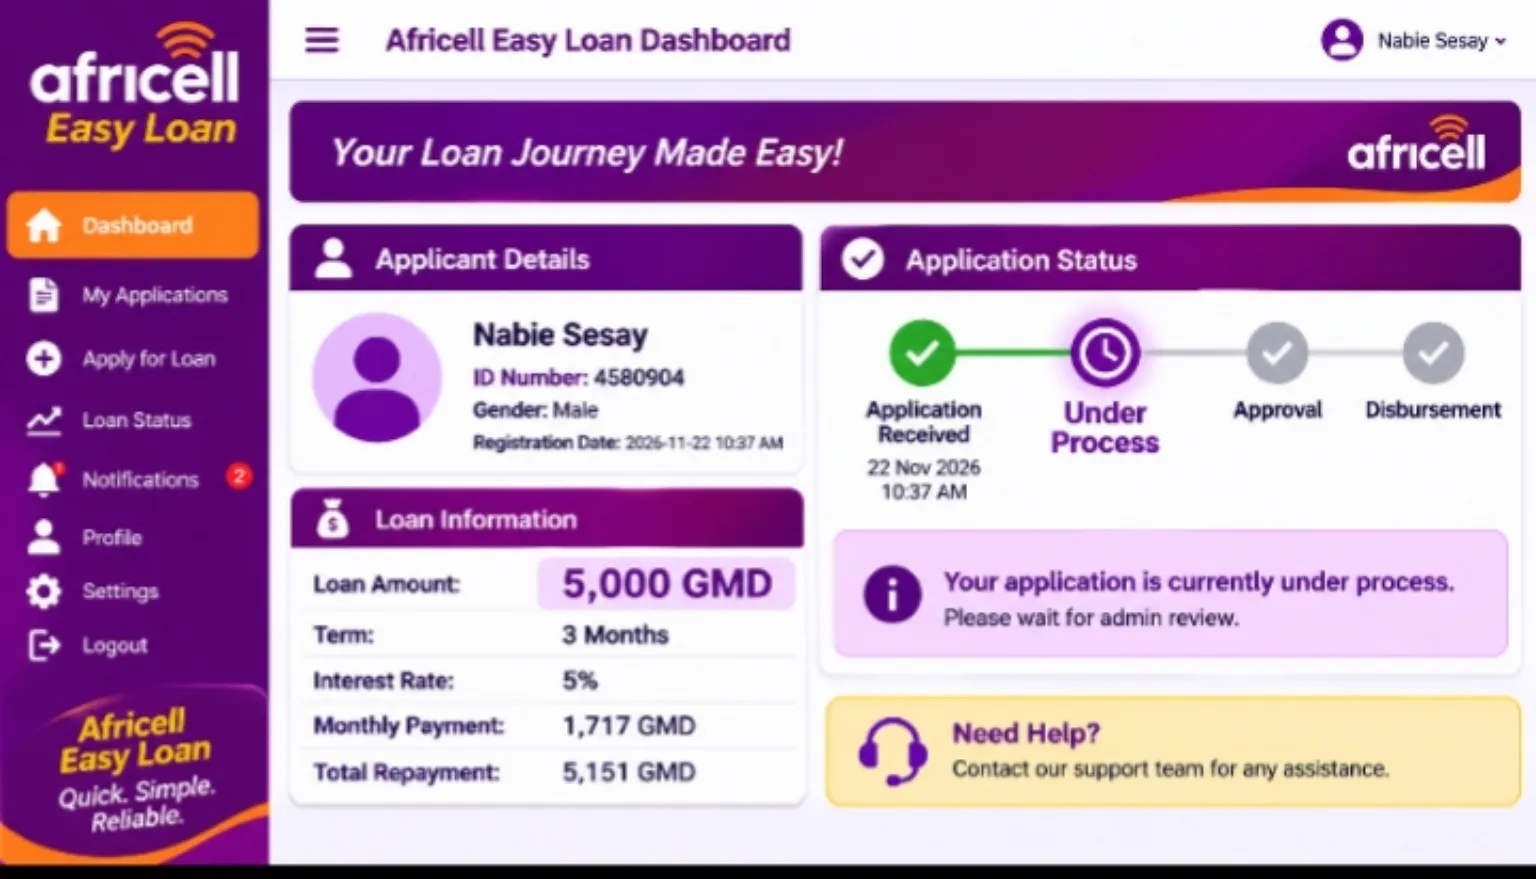 africell
Easy Loan
Dashboard
My Applications
Apply for Loan
Loan Status
Notifications
2
Profile
Settings
Logout
Africell
Easy Loan
Quick. Simple.
Reliable.
Africell Easy Loan Dashboard
Nabie Sesay
Your Loan Journey Made Easy!
africell
Applicant Details
Nabie Sesay
ID Number: 4580904
Gender: Male
Registration Date: 2026-11-22 10:37 AM
Loan Information
$
Loan Amount: 5,000 GMD
Term: 3 Months
Interest Rate: 5%
Monthly Payment: 1,717 GMD
Total Repayment: 5,151 GMD
Application Status
Application
Received
22 Nov 2026
10:37 AM
Under
Process
Approval
Disbursement
Your application is currently under process.
Please wait for admin review.
Need Help?
Contact our support team for any assistance.